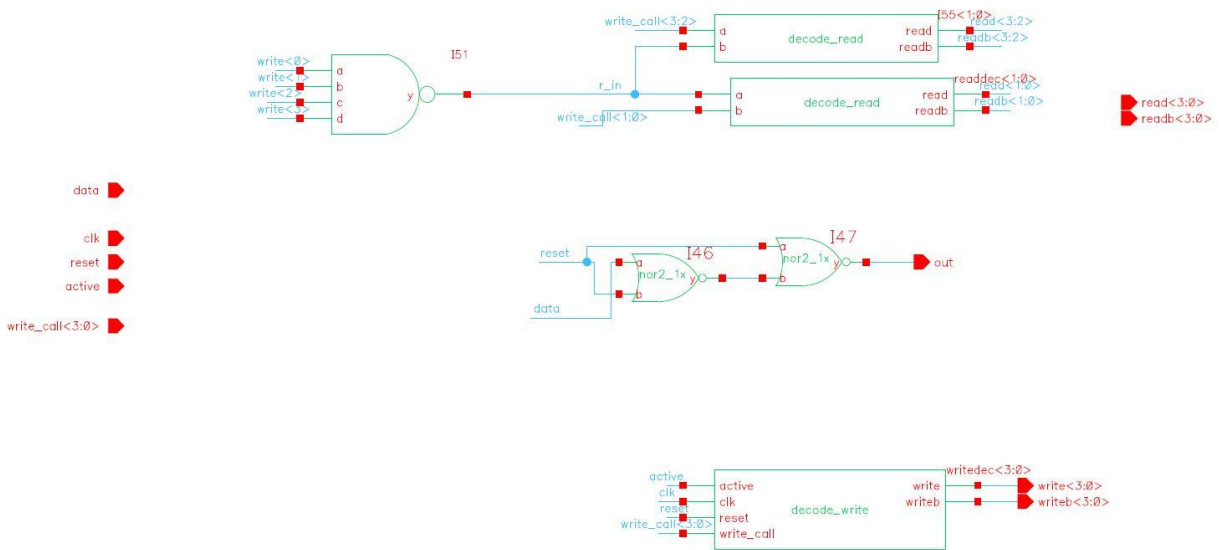 I55<1:0>
write_call<3:2> a decode_read read read<3:2>
b readb readb<3:2>
I51
write<0> a
write<1> b
write<2> c y
write<3> d
r_in
readdec<1:0>
a decode_read read read<1:0>
write_call<1:0> b readb readb<1:0>
read<3:0>
readb<3:0>
data
clk
reset
active
write_call<3:0>
reset
data
I46
a nor2_1x y
b
I47
a
nor2_1x y
b
out
writedec<3:0>
active active write write<3:0>
clk clk writeb writeb<3:0>
reset reset decode_write
write_call<3:0> write_call